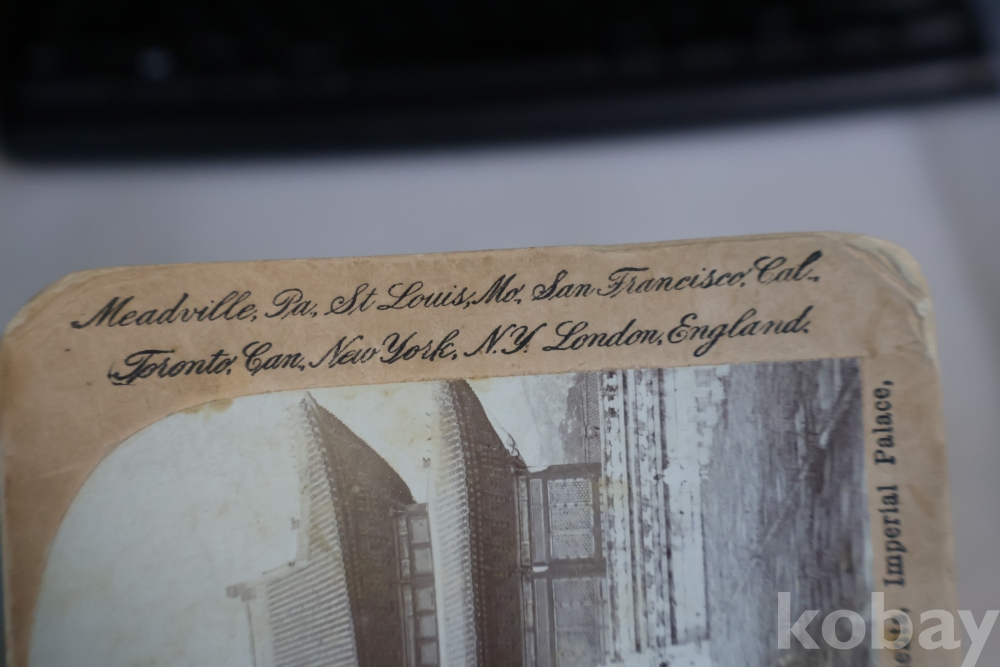 Meadville, Pa., St Louis, Mo., San Francisco, Cal.,
Toronto, Can., New York, N.Y. London, England.
Imperial Palace,
kobay